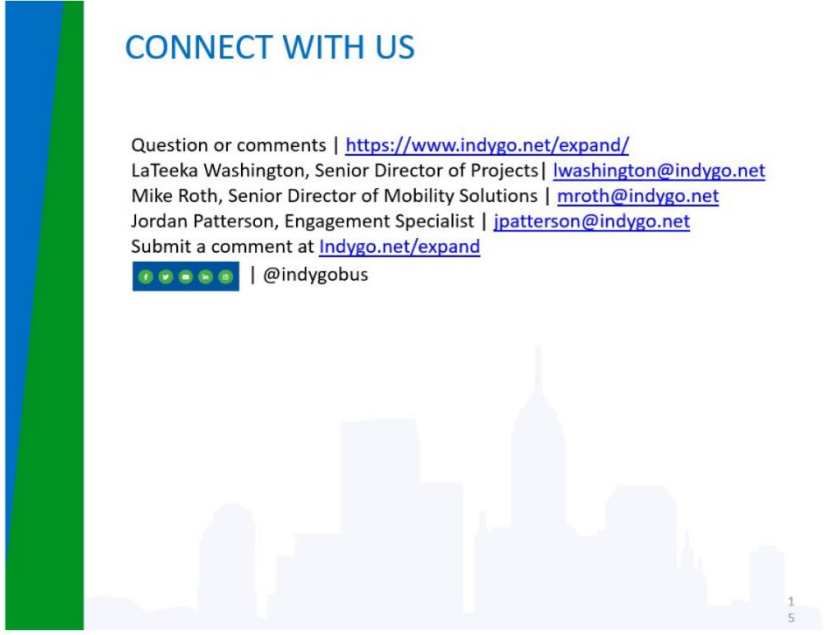 CONNECT WITH US
Question or comments | https://www.indygo.net/expand/
LaTeeka Washington, Senior Director of Projects| lwashington@indygo.net
Mike Roth, Senior Director of Mobility Solutions | mroth@indygo.net
Jordan Patterson, Engagement Specialist | jpatterson@indygo.net
Submit a comment at Indygo.net/expand
| @indygobus
1
5